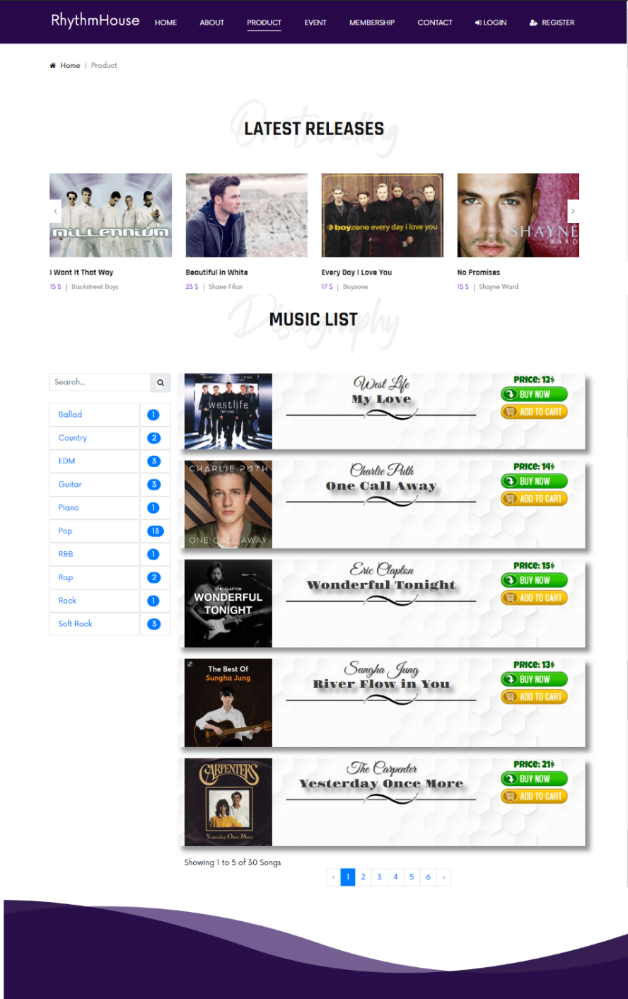 RhythmHouse HOME ABOUT PRODUCT EVENT MEMBERSHIP CONTACT LOGIN REGISTER
Home | Product
On trending
LATEST RELEASES
MILLENNIUM
boyzone every day i love you
SHAYNE
WARD
I Want It That Way
15 $ | Backstreet Boys
Beautiful in White
23 $ | Shane Filan
Every Day I Love You
17 $ | Boyzone
No Promises
15 $ | Shayne Ward
Discography
MUSIC LIST
Search...
Ballad 1
Country 2
EDM 3
Guitar 3
Piano 1
Pop 13
R&B 1
Rap 2
Rock 1
Soft Rock 3
westlife
MY LOVE
West Life
My Love
PRICE: 12$
BUY NOW
ADD TO CART
CHARLIE PUTH
ONE CALL AWAY
Charlie Puth
One Call Away
PRICE: 14$
BUY NOW
ADD TO CART
ERIC CLAPTON
WONDERFUL
TONIGHT
Eric Clapton
Wonderful Tonight
PRICE: 15$
BUY NOW
ADD TO CART
The Best Of
Sungha Jung
Sungha Jung
River Flow in You
PRICE: 13$
BUY NOW
ADD TO CART
CARPENTERS
Yesterday Once More
The Carpenter
Yesterday Once More
PRICE: 21$
BUY NOW
ADD TO CART
Showing 1 to 5 of 30 Songs
‹ 1 2 3 4 5 6 ›